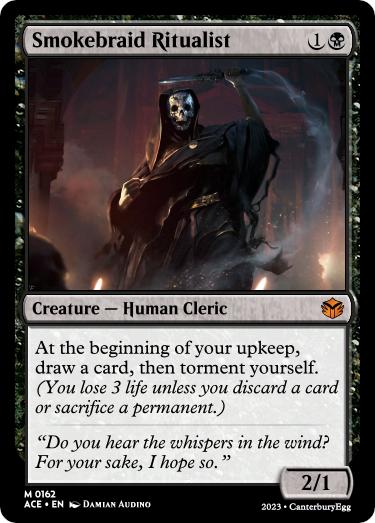 Smokebraid Ritualist 1
Creature — Human Cleric
At the beginning of your upkeep,
draw a card, then torment yourself.
(You lose 3 life unless you discard a card
or sacrifice a permanent.)
“Do you hear the whispers in the wind?
For your sake, I hope so.”
2/1
M 0162
ACE • EN DAMIAN AUDINO
2023 • CanterburyEgg